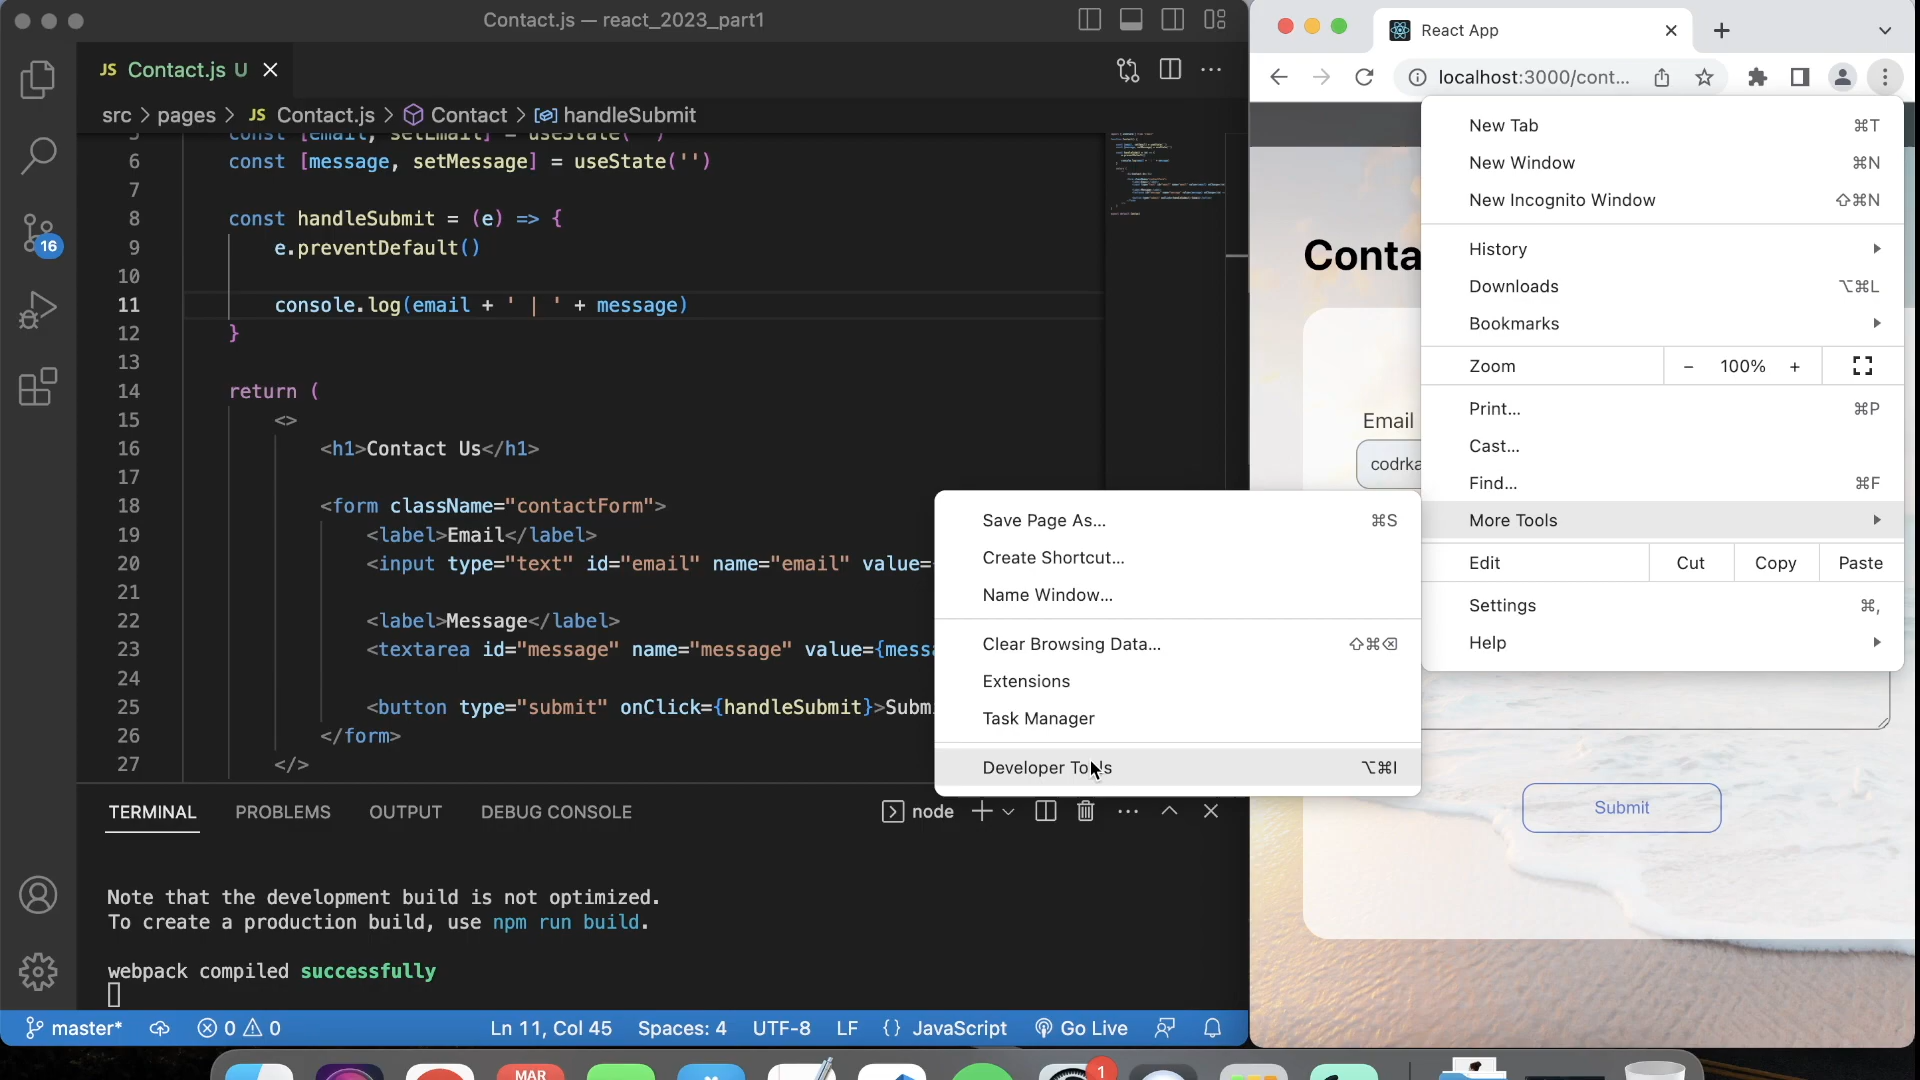 Contact.js — react_2023_part1
JS Contact.js U
src > pages > JS Contact.js > Contact > handleSubmit
const [email, setEmail] = useState('')
6 const [message, setMessage] = useState('')
7
8 const handleSubmit = (e) => {
9 e.preventDefault()
10
11 console.log(email + ' | ' + message)
12 }
13
14 return (
15 <>
16 <h1>Contact Us</h1>
17
18 <form className="contactForm">
19 <label>Email</label>
20 <input type="text" id="email" name="email" value=
21
22 <label>Message</label>
23 <textarea id="message" name="message" value={messa
24
25 <button type="submit" onClick={handleSubmit}>Submi
26 </form>
27 </>
16
TERMINAL PROBLEMS OUTPUT DEBUG CONSOLE
node
Note that the development build is not optimized.
To create a production build, use npm run build.
webpack compiled successfully
master* 0 0 Ln 11, Col 45 Spaces: 4 UTF-8 LF {} JavaScript Go Live
React App
localhost:3000/cont...
Conta
Email
codrka
Submit
New Tab ⌘T
New Window ⌘N
New Incognito Window ⇧⌘N
History
Downloads ⌥⌘L
Bookmarks
Zoom − 100% +
Print... ⌘P
Cast...
Find... ⌘F
More Tools
Edit Cut Copy Paste
Settings ⌘,
Help
Save Page As... ⌘S
Create Shortcut...
Name Window...
Clear Browsing Data... ⇧⌘⌫
Extensions
Task Manager
Developer Tools ⌥⌘I
MAR
1